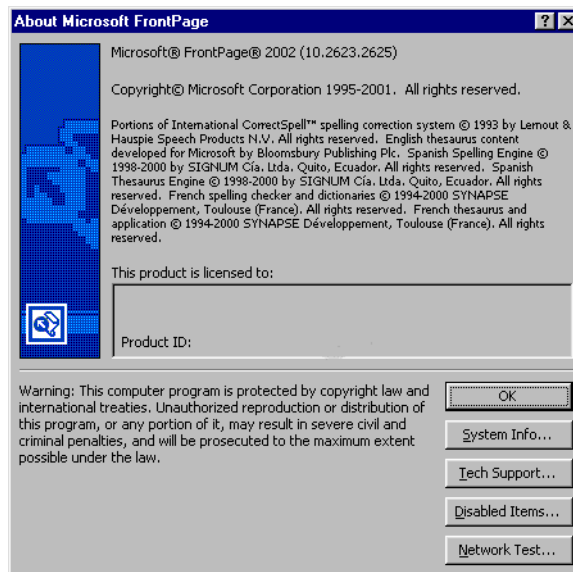 About Microsoft FrontPage
Microsoft® FrontPage® 2002 (10.2623.2625)
Copyright© Microsoft Corporation 1995-2001.  All rights reserved.
Portions of International CorrectSpell™ spelling correction system © 1993 by Lernout &
Hauspie Speech Products N.V. All rights reserved.  English thesaurus content
developed for Microsoft by Bloomsbury Publishing Plc.  Spanish Spelling Engine ©
1998-2000 by SIGNUM Cía. Ltda. Quito, Ecuador. All rights reserved.  Spanish
Thesaurus Engine © 1998-2000 by SIGNUM Cía. Ltda. Quito, Ecuador. All rights
reserved.  French spelling checker and dictionaries © 1994-2000 SYNAPSE
Développement, Toulouse (France). All rights reserved.  French thesaurus and
application © 1994-2000 SYNAPSE Développement, Toulouse (France). All rights
reserved.
This product is licensed to:
Product ID:
Warning: This computer program is protected by copyright law and
international treaties. Unauthorized reproduction or distribution of
this program, or any portion of it, may result in severe civil and
criminal penalties, and will be prosecuted to the maximum extent
possible under the law.
OK
System Info...
Tech Support...
Disabled Items...
Network Test...